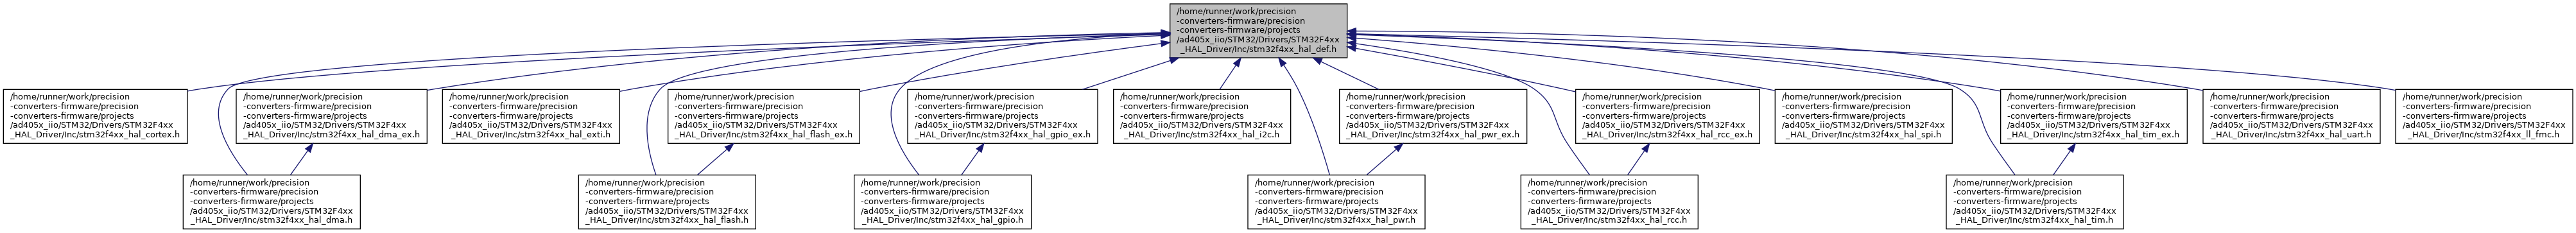 /home/runner/work/precision
-converters-firmware/precision
-converters-firmware/projects
/ad405x_iio/STM32/Drivers/STM32F4xx
_HAL_Driver/Inc/stm32f4xx_hal_def.h
/home/runner/work/precision
-converters-firmware/precision
-converters-firmware/projects
/ad405x_iio/STM32/Drivers/STM32F4xx
_HAL_Driver/Inc/stm32f4xx_hal_cortex.h
/home/runner/work/precision
-converters-firmware/precision
-converters-firmware/projects
/ad405x_iio/STM32/Drivers/STM32F4xx
_HAL_Driver/Inc/stm32f4xx_hal_dma_ex.h
/home/runner/work/precision
-converters-firmware/precision
-converters-firmware/projects
/ad405x_iio/STM32/Drivers/STM32F4xx
_HAL_Driver/Inc/stm32f4xx_hal_exti.h
/home/runner/work/precision
-converters-firmware/precision
-converters-firmware/projects
/ad405x_iio/STM32/Drivers/STM32F4xx
_HAL_Driver/Inc/stm32f4xx_hal_flash_ex.h
/home/runner/work/precision
-converters-firmware/precision
-converters-firmware/projects
/ad405x_iio/STM32/Drivers/STM32F4xx
_HAL_Driver/Inc/stm32f4xx_hal_gpio_ex.h
/home/runner/work/precision
-converters-firmware/precision
-converters-firmware/projects
/ad405x_iio/STM32/Drivers/STM32F4xx
_HAL_Driver/Inc/stm32f4xx_hal_i2c.h
/home/runner/work/precision
-converters-firmware/precision
-converters-firmware/projects
/ad405x_iio/STM32/Drivers/STM32F4xx
_HAL_Driver/Inc/stm32f4xx_hal_pwr_ex.h
/home/runner/work/precision
-converters-firmware/precision
-converters-firmware/projects
/ad405x_iio/STM32/Drivers/STM32F4xx
_HAL_Driver/Inc/stm32f4xx_hal_rcc_ex.h
/home/runner/work/precision
-converters-firmware/precision
-converters-firmware/projects
/ad405x_iio/STM32/Drivers/STM32F4xx
_HAL_Driver/Inc/stm32f4xx_hal_spi.h
/home/runner/work/precision
-converters-firmware/precision
-converters-firmware/projects
/ad405x_iio/STM32/Drivers/STM32F4xx
_HAL_Driver/Inc/stm32f4xx_hal_tim_ex.h
/home/runner/work/precision
-converters-firmware/precision
-converters-firmware/projects
/ad405x_iio/STM32/Drivers/STM32F4xx
_HAL_Driver/Inc/stm32f4xx_hal_uart.h
/home/runner/work/precision
-converters-firmware/precision
-converters-firmware/projects
/ad405x_iio/STM32/Drivers/STM32F4xx
_HAL_Driver/Inc/stm32f4xx_ll_fmc.h
/home/runner/work/precision
-converters-firmware/precision
-converters-firmware/projects
/ad405x_iio/STM32/Drivers/STM32F4xx
_HAL_Driver/Inc/stm32f4xx_hal_dma.h
/home/runner/work/precision
-converters-firmware/precision
-converters-firmware/projects
/ad405x_iio/STM32/Drivers/STM32F4xx
_HAL_Driver/Inc/stm32f4xx_hal_flash.h
/home/runner/work/precision
-converters-firmware/precision
-converters-firmware/projects
/ad405x_iio/STM32/Drivers/STM32F4xx
_HAL_Driver/Inc/stm32f4xx_hal_gpio.h
/home/runner/work/precision
-converters-firmware/precision
-converters-firmware/projects
/ad405x_iio/STM32/Drivers/STM32F4xx
_HAL_Driver/Inc/stm32f4xx_hal_pwr.h
/home/runner/work/precision
-converters-firmware/precision
-converters-firmware/projects
/ad405x_iio/STM32/Drivers/STM32F4xx
_HAL_Driver/Inc/stm32f4xx_hal_rcc.h
/home/runner/work/precision
-converters-firmware/precision
-converters-firmware/projects
/ad405x_iio/STM32/Drivers/STM32F4xx
_HAL_Driver/Inc/stm32f4xx_hal_tim.h